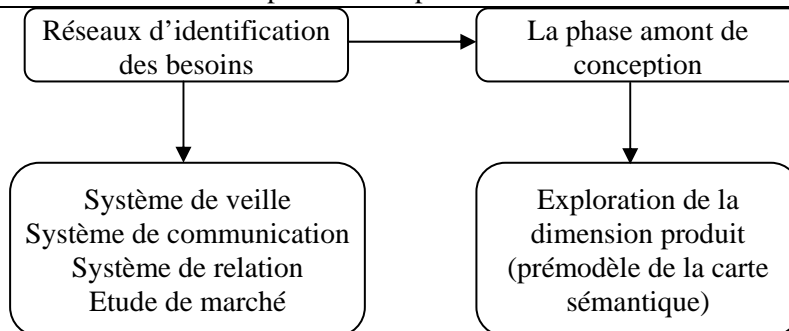 Réseaux d’identification
des besoins
La phase amont de
conception
Système de veille
Système de communication
Système de relation
Etude de marché
Exploration de la
dimension produit
(prémodèle de la carte
sémantique)